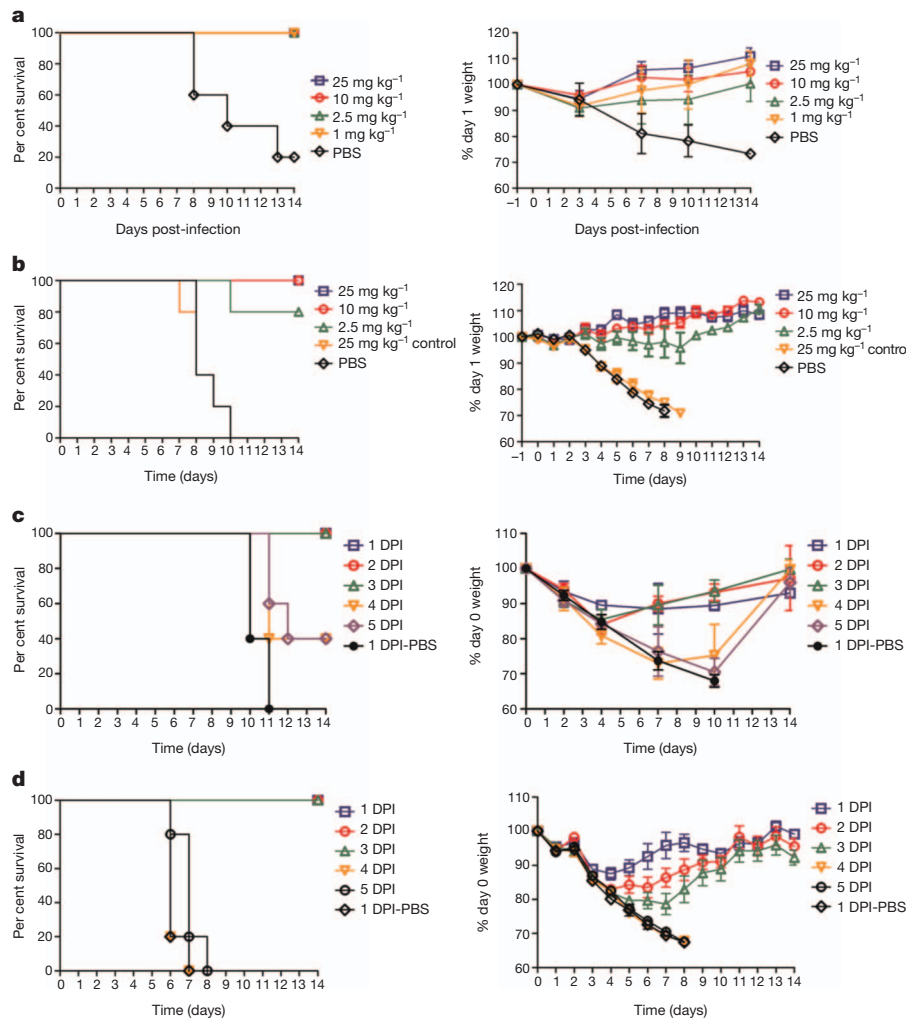 a
Per cent survival
100
80
60
40
20
0 1 2 3 4 5 6 7 8 9 10 11 12 13 14
Days post-infection
25 mg kg⁻¹
10 mg kg⁻¹
2.5 mg kg⁻¹
1 mg kg⁻¹
PBS
% day 1 weight
120
110
100
90
80
70
60
−1 0 1 2 3 4 5 6 7 8 9 10 11 12 13 14
Days post-infection
25 mg kg⁻¹
10 mg kg⁻¹
2.5 mg kg⁻¹
1 mg kg⁻¹
PBS
b
Per cent survival
100
80
60
40
20
0
0 1 2 3 4 5 6 7 8 9 10 11 12 13 14
Time (days)
25 mg kg⁻¹
10 mg kg⁻¹
2.5 mg kg⁻¹
25 mg kg⁻¹ control
PBS
% day 1 weight
120
110
100
90
80
70
60
−1 0 1 2 3 4 5 6 7 8 9 10 11 12 13 14
Time (days)
25 mg kg⁻¹
10 mg kg⁻¹
2.5 mg kg⁻¹
25 mg kg⁻¹ contro
PBS
c
Per cent survival
100
80
60
40
20
0
0 1 2 3 4 5 6 7 8 9 10 11 12 13 14
Time (days)
1 DPI
2 DPI
3 DPI
4 DPI
5 DPI
1 DPI-PBS
% day 0 weight
110
100
90
80
70
60
0 1 2 3 4 5 6 7 8 9 10 11 12 13 14
Time (days)
1 DPI
2 DPI
3 DPI
4 DPI
5 DPI
1 DPI-PBS
d
Per cent survival
100
80
60
40
20
0
0 1 2 3 4 5 6 7 8 9 10 11 12 13 14
Time (days)
1 DPI
2 DPI
3 DPI
4 DPI
5 DPI
1 DPI-PBS
% day 0 weight
110
100
90
80
70
60
0 1 2 3 4 5 6 7 8 9 10 11 12 13 14
Time (days)
1 DPI
2 DPI
3 DPI
4 DPI
5 DPI
1 DPI-PBS